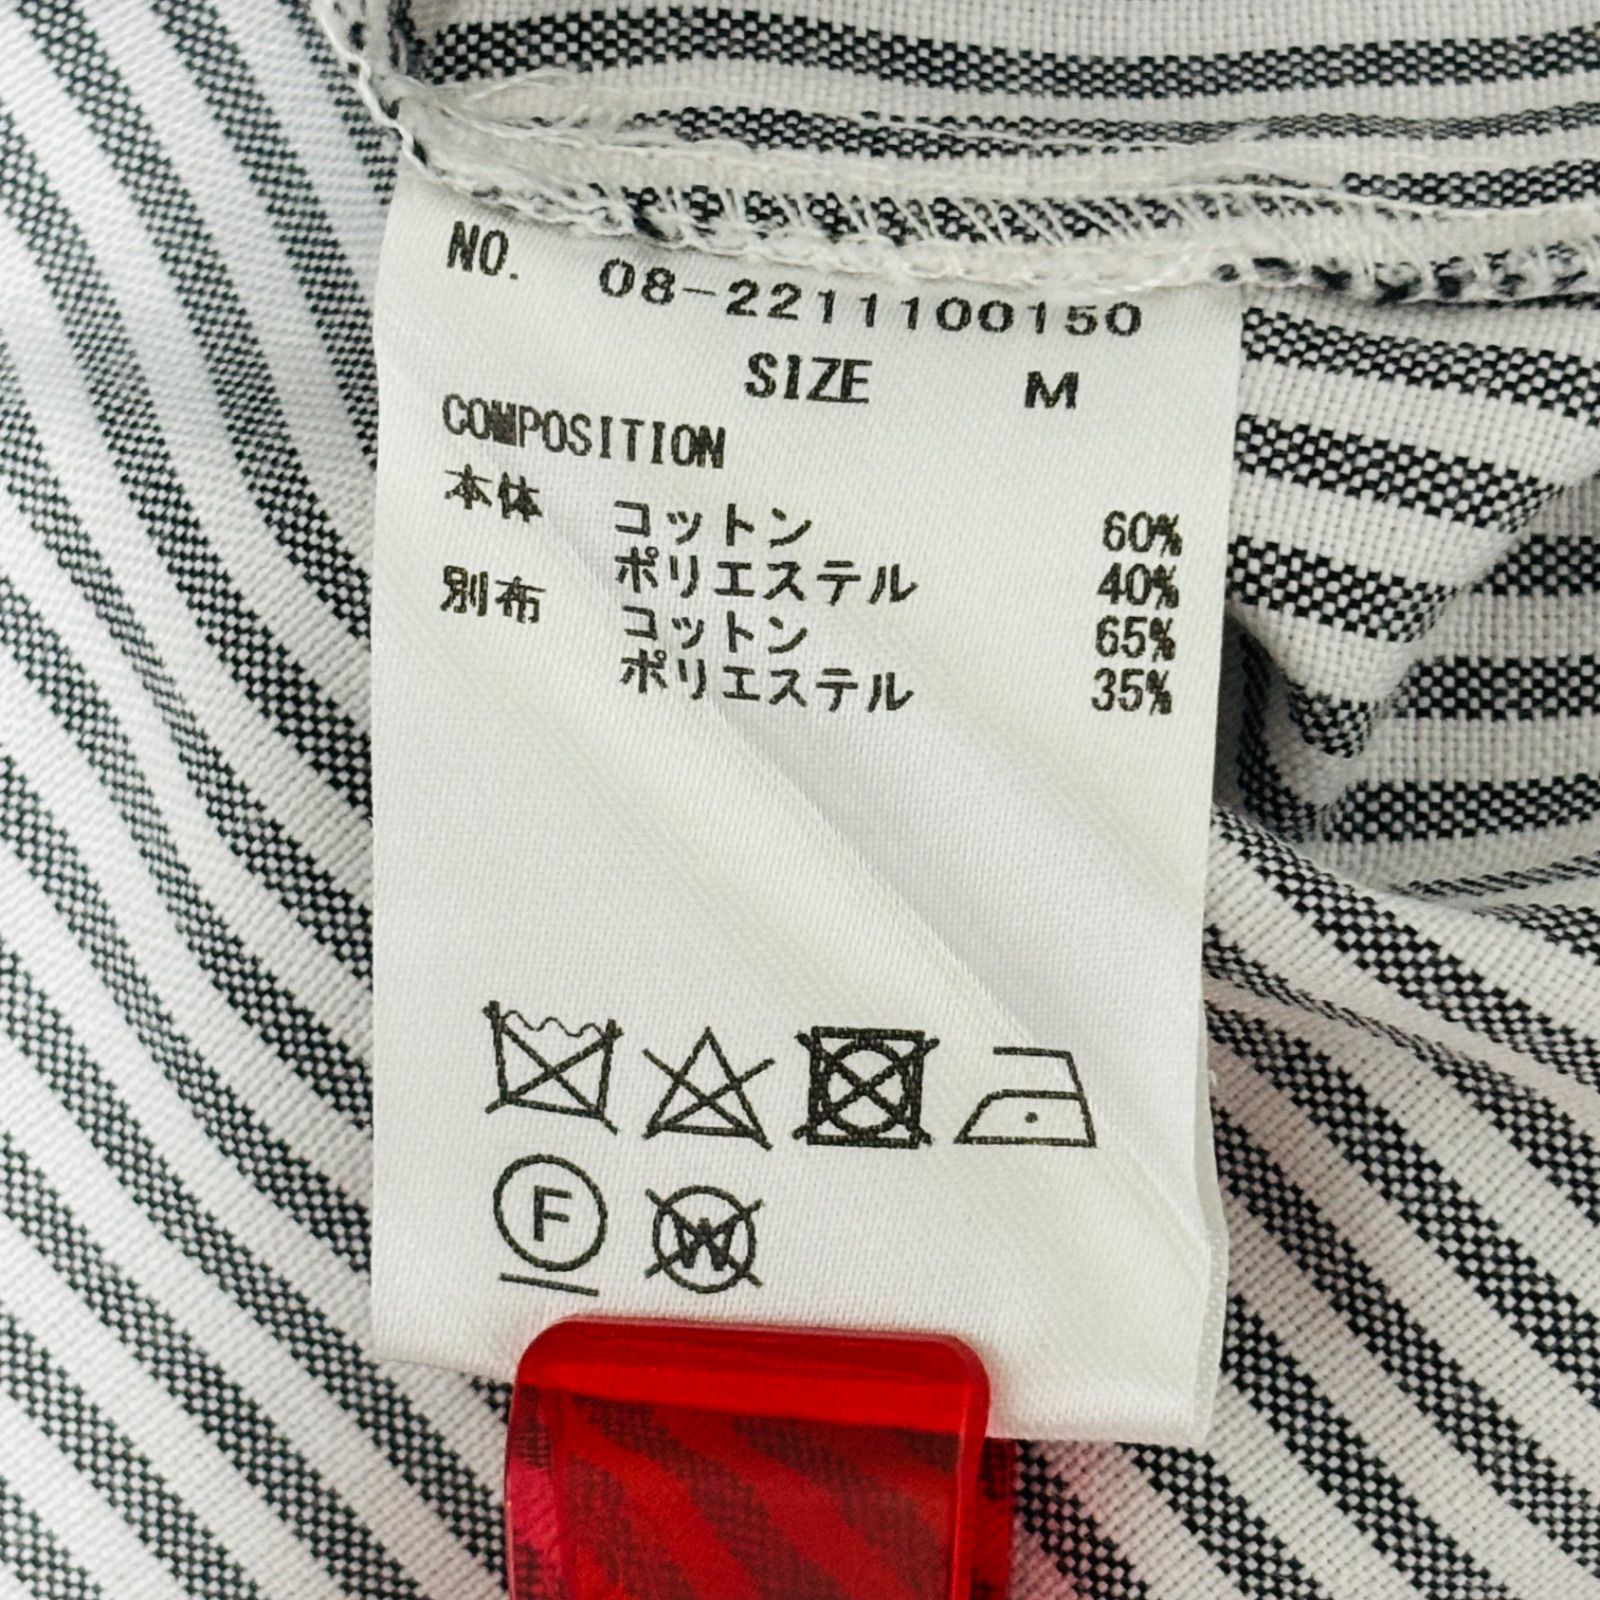 NO. 08-2211100150
SIZE M
COMPOSITION
本体 コットン 60%
ポリエステル 40%
別布 コットン 65%
ポリエステル 35%
F
W